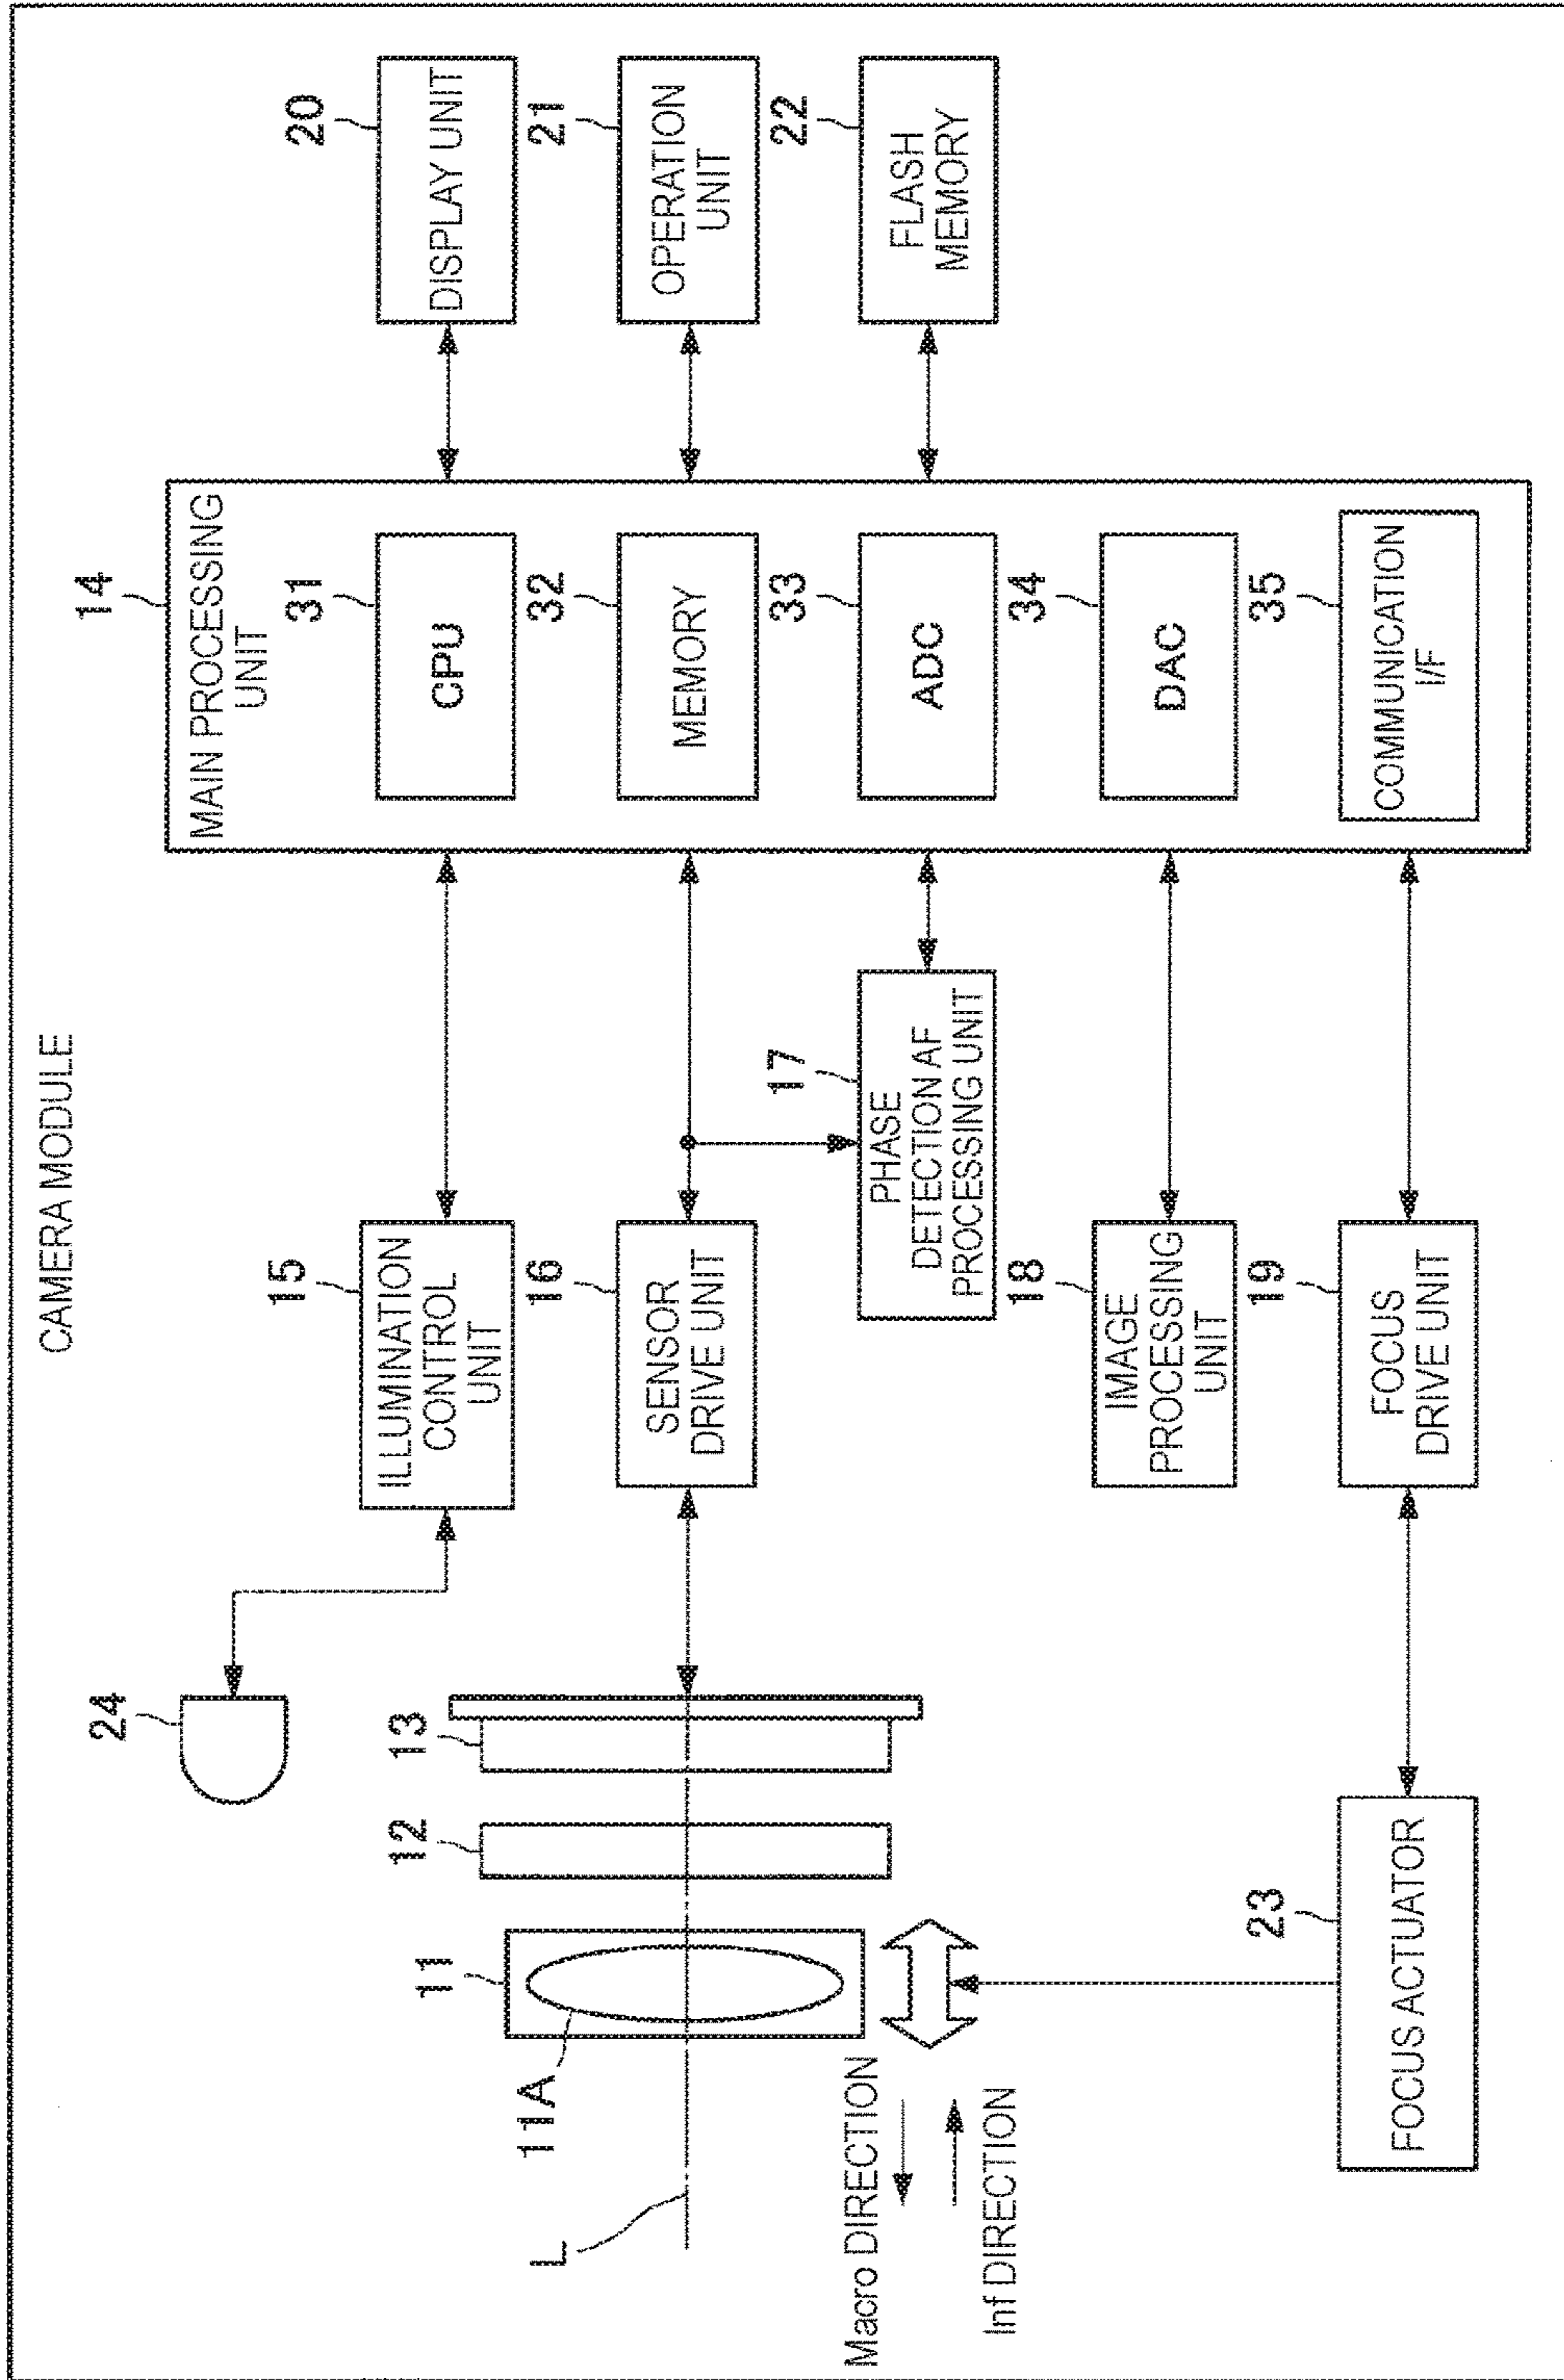 CAMERA MODULE
14
MAIN PROCESSING
UNIT
24
15
ILLUMINATION
CONTROL
UNIT
31
CPU
20
DISPLAY UNIT
11
12
13
11A
L
16
SENSOR
DRIVE UNIT
32
MEMORY
21
OPERATION
UNIT
17
PHASE
DETECTION AF
PROCESSING UNIT
33
ADC
22
FLASH
MEMORY
Macro DIRECTION
Inf DIRECTION
18
IMAGE
PROCESSING
UNIT
34
DAC
23
FOCUS ACTUATOR
19
FOCUS
DRIVE UNIT
35
COMMUNICATION
I/F